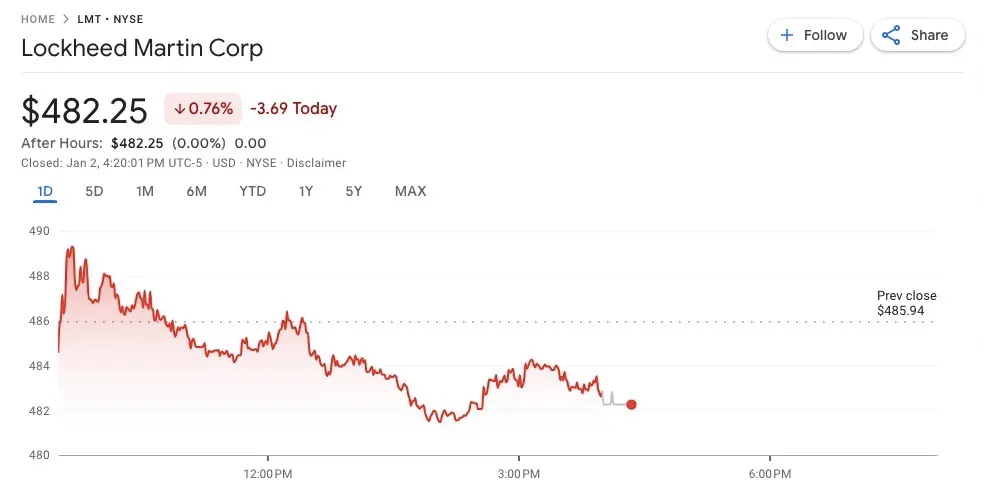 HOME > LMT • NYSE
Lockheed Martin Corp
+ Follow
Share
$482.25 ↓0.76% -3.69 Today
After Hours: $482.25 (0.00%) 0.00
Closed: Jan 2, 4:20:01 PM UTC-5 · USD · NYSE · Disclaimer
1D 5D 1M 6M YTD 1Y 5Y MAX
490
488
Prev close
$485.94
486
484
482
480
12:00 PM 3:00 PM 6:00 PM